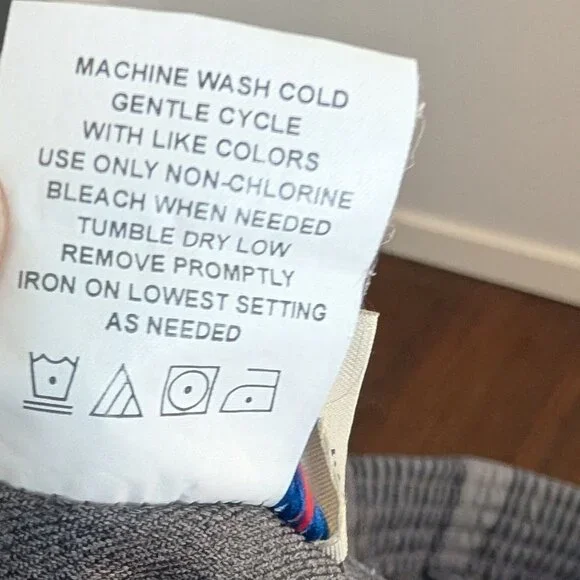 MACHINE WASH COLD
GENTLE CYCLE
WITH LIKE COLORS
USE ONLY NON-CHLORINE
BLEACH WHEN NEEDED
TUMBLE DRY LOW
REMOVE PROMPTLY
IRON ON LOWEST SETTING
AS NEEDED